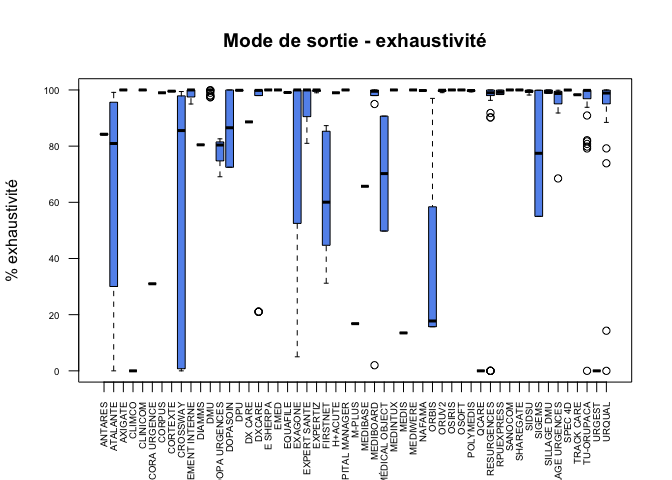 Mode de sortie - exhaustivité
% exhaustivité
100
80
60
40
20
0
ANTARES
ATALANTE
AXIGATE
CLIMCO
CLINICOM
CORA URGENCE
CORPUS
CORTEXTE
CROSSWAY
EMENT INTERNE
DIAMMS
DMU
OPA URGENCES
DOPASOIN
DPU
DX CARE
DXCARE
E SHERPA
EMED
EQUAFILE
EXAGONE
EXPERT SANTE
EXPERTIZ
FIRSTNET
H+ACUTE
PITAL MANAGER
M-PLUS
MEDIBASE
MEDIBOARD
MÉDICAL OBJECT
MEDINTUX
MEDIS
MEDIWERE
NAFAMA
ORBIS
ORUV2
OSIRIS
OSOFT
POLYMEDIS
QCARE
RESURGENCES
RPUEXPRESS
SANOCOM
SHAREGATE
SIDSU
SIGEMS
SILLAGE DMU
AGE URGENCES
SPEC 4D
TRACK CARE
TU-ORUPACA
URGEST
URQUAL